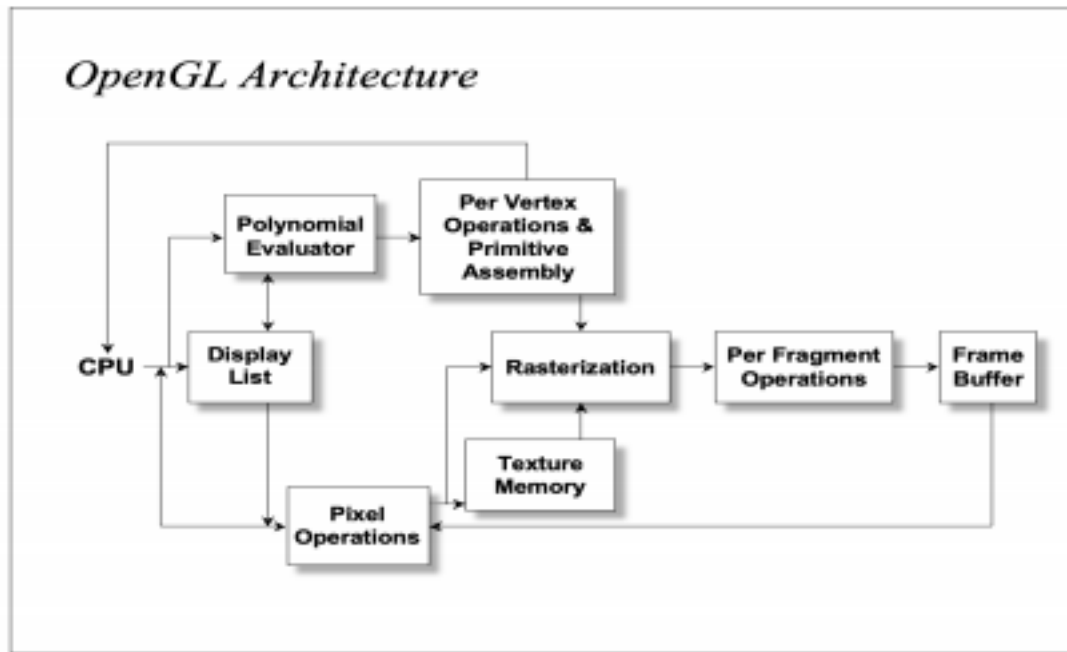 OpenGL Architecture
Per Vertex
Operations &
Primitive
Assembly
Polynomial
Evaluator
CPU
Display
List
Rasterization
Per Fragment
Operations
Frame
Buffer
Texture
Memory
Pixel
Operations